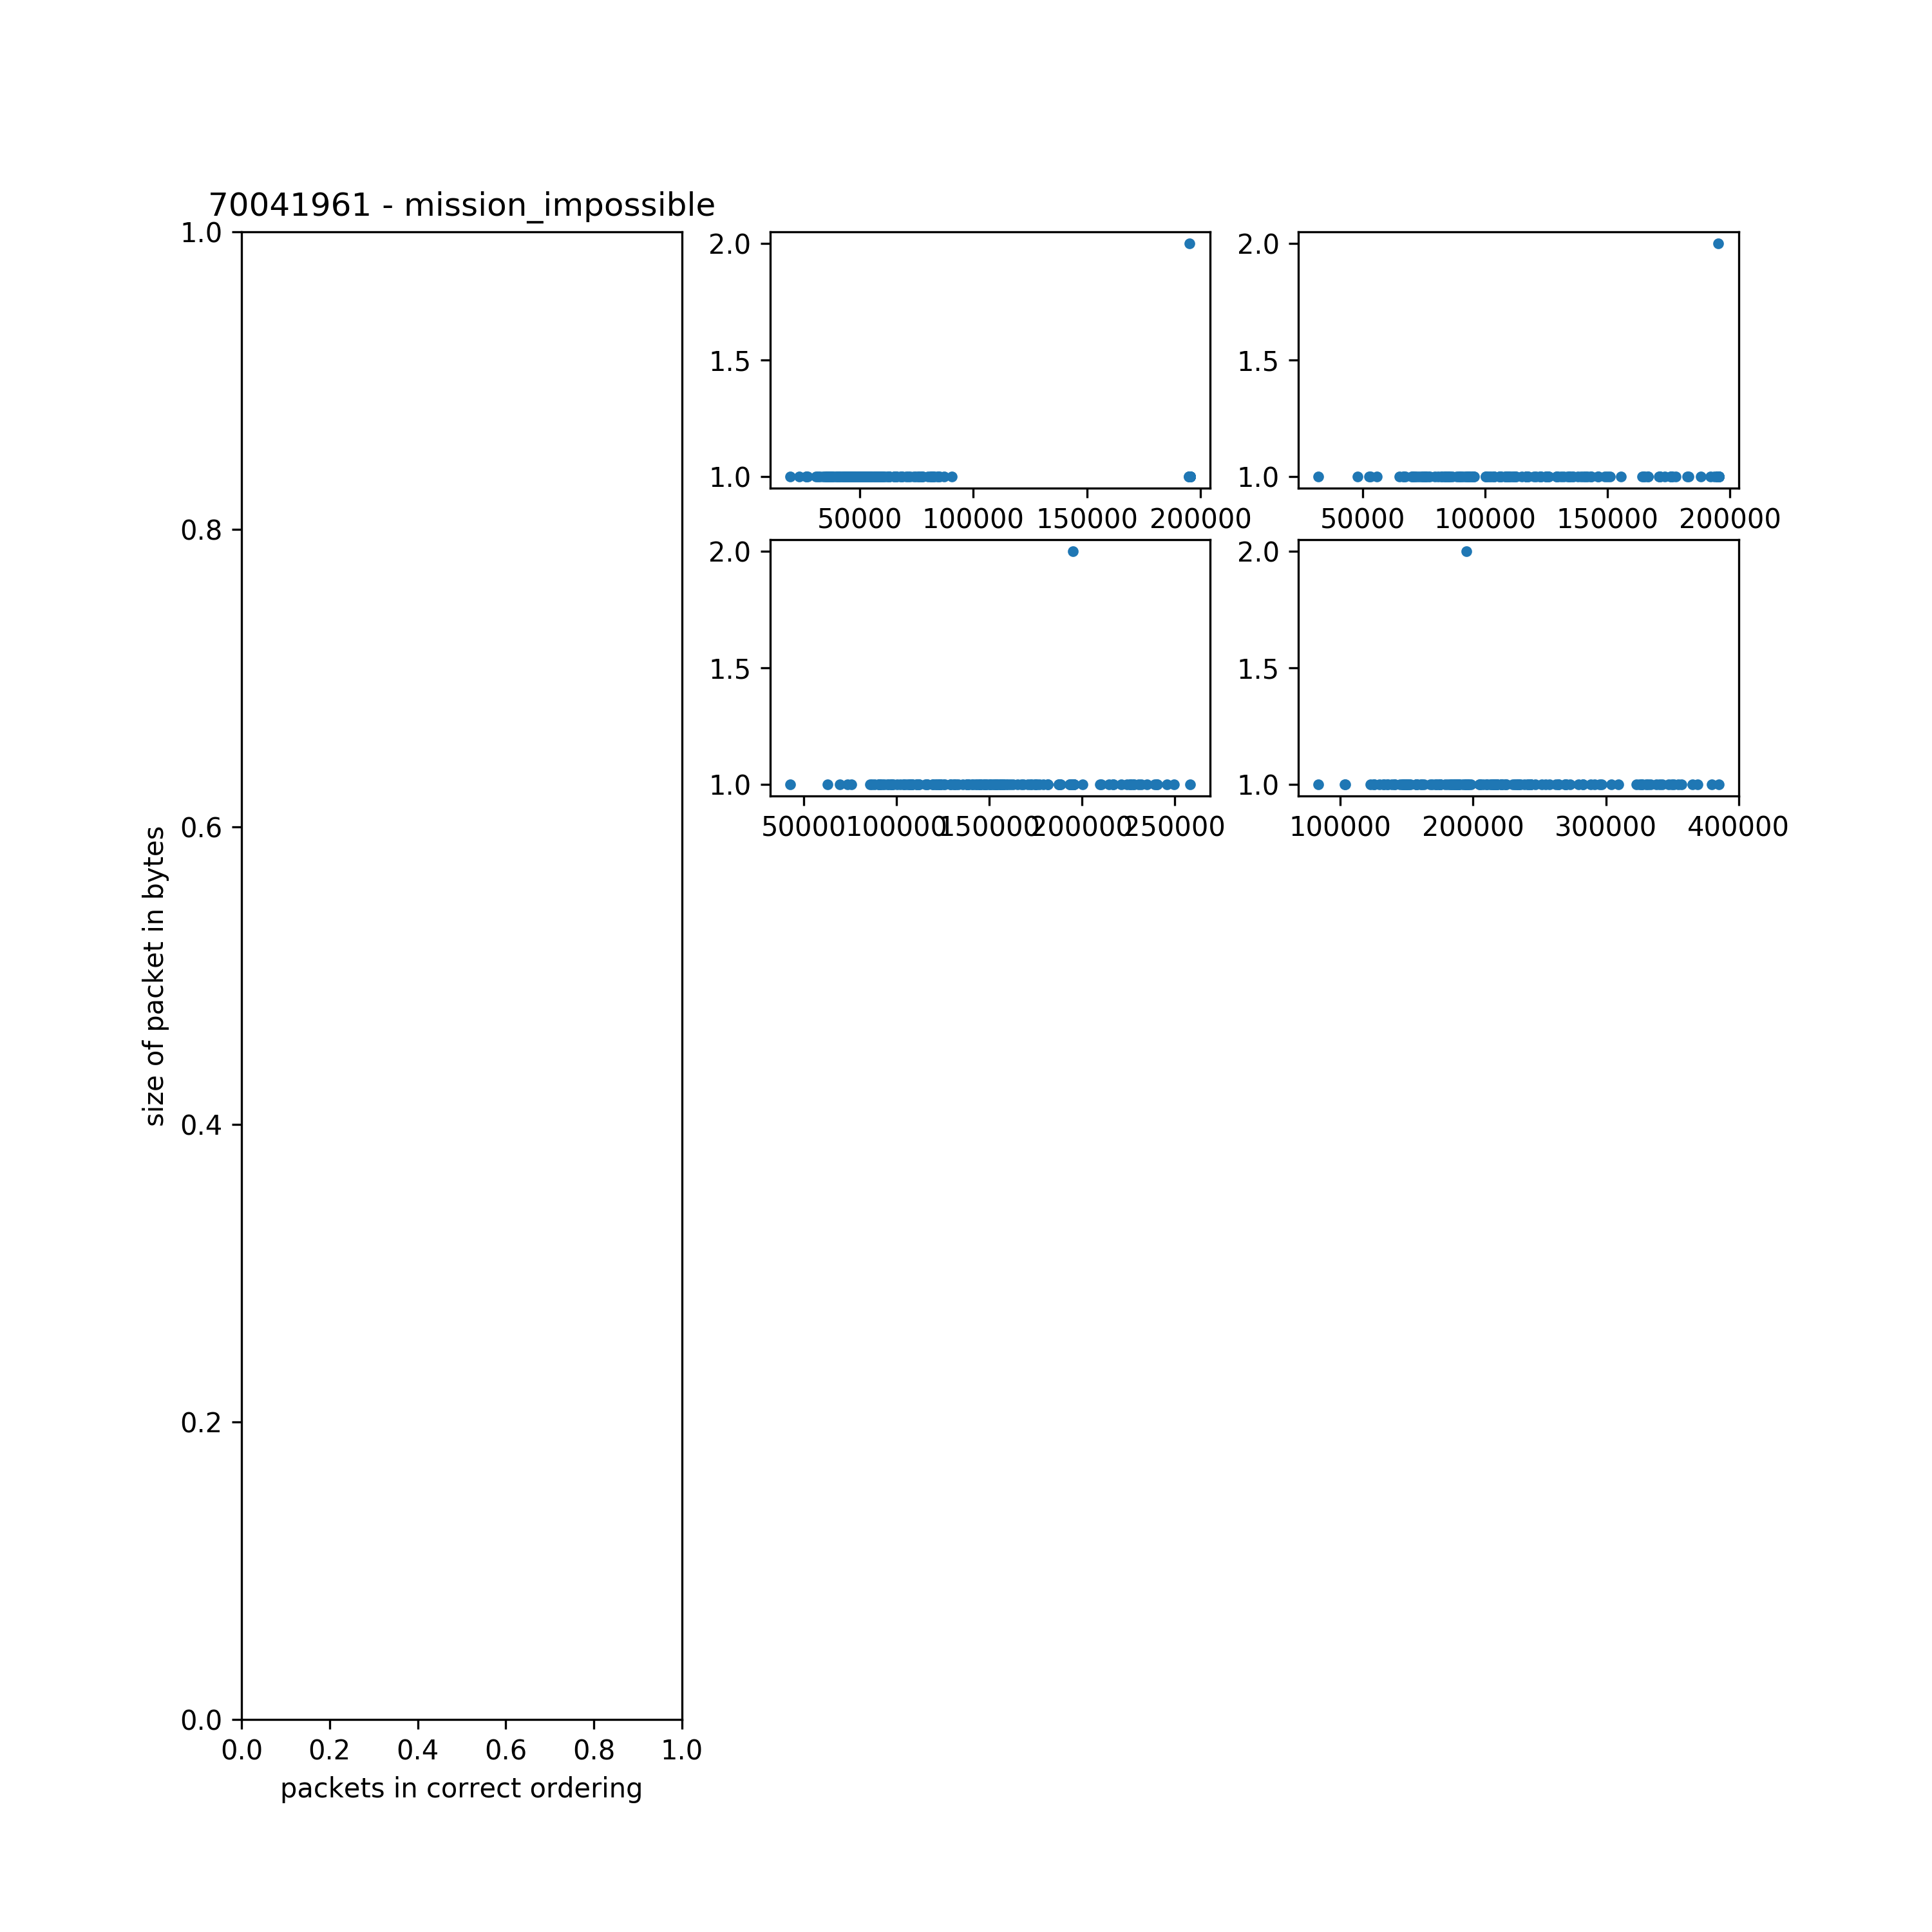 70041961 - mission_impossible
1.0
0.8
0.6
0.4
0.2
0.0
size of packet in bytes
0.0 0.2 0.4 0.6 0.8 1.0
packets in correct ordering
2.0
1.5
1.0
50000 100000 150000 200000
2.0
1.5
1.0
50000 100000 150000 200000
2.0
1.5
1.0
50000 100000 150000 200000 250000
2.0
1.5
1.0
100000 200000 300000 400000